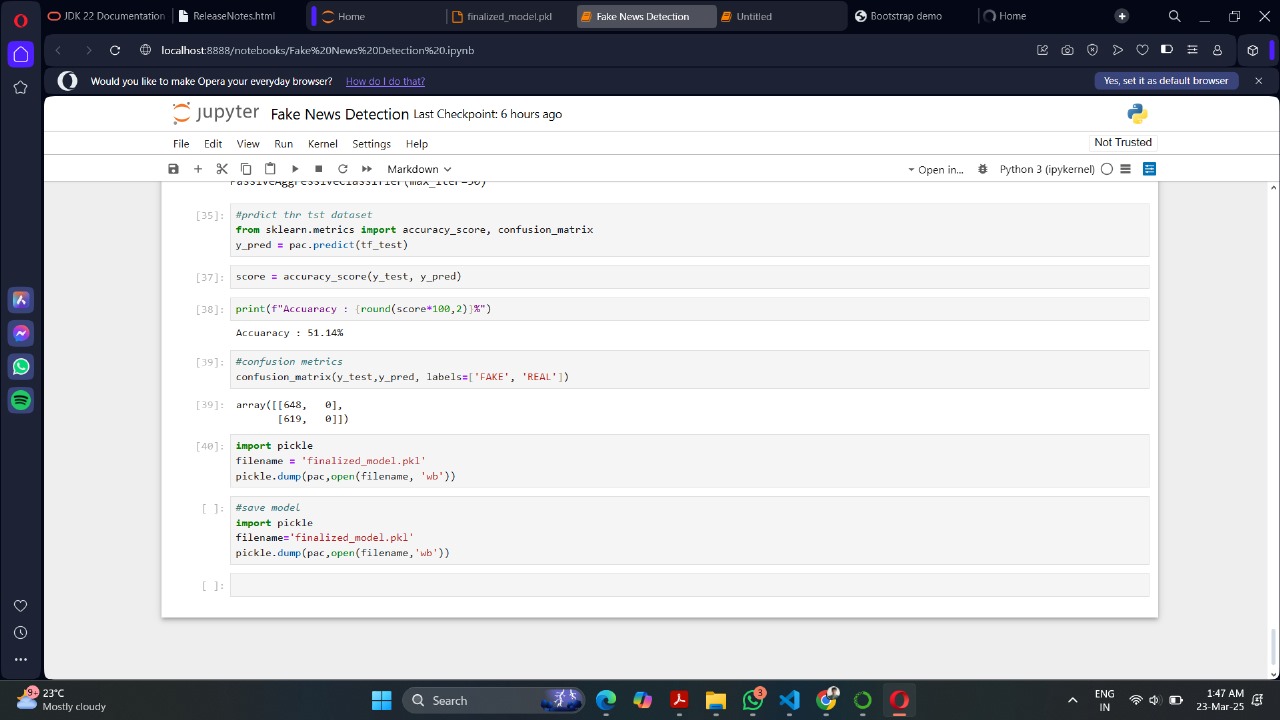 JDK 22 Documentation
ReleaseNotes.html
Home
finalized_model.pkl
Fake News Detection
Untitled
Bootstrap demo
Home
localhost:8888/notebooks/Fake%20News%20Detection%20.ipynb
Would you like to make Opera your everyday browser? How do I do that?
Yes, set it as default browser
jupyter Fake News Detection Last Checkpoint: 6 hours ago
File Edit View Run Kernel Settings Help
Not Trusted
Markdown
Open in...
Python 3 (ipykernel)
PassiveAggressiveClassifier(max_iter=50)
[35]: #prdict thr tst dataset
from sklearn.metrics import accuracy_score, confusion_matrix
y_pred = pac.predict(tf_test)
[37]: score = accuracy_score(y_test, y_pred)
[38]: print(f"Accuaracy : {round(score*100,2)}%")
Accuaracy : 51.14%
[39]: #confusion metrics
confusion_matrix(y_test,y_pred, labels=['FAKE', 'REAL'])
[39]: array([[648,   0],
[619,   0]])
[40]: import pickle
filename = 'finalized_model.pkl'
pickle.dump(pac,open(filename, 'wb'))
[ ]: #save model
import pickle
filename='finalized_model.pkl'
pickle.dump(pac,open(filename,'wb'))
[ ]:
9+
23°C
Mostly cloudy
Search
3
ENG
IN
1:47 AM
23-Mar-25